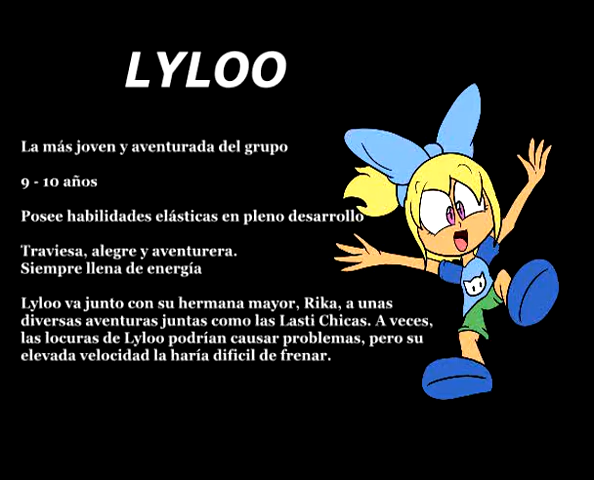 LYLOO
La más joven y aventurada del grupo
9 - 10 años
Posee habilidades elásticas en pleno desarrollo
Traviesa, alegre y aventurera.
Siempre llena de energía
Lyloo va junto con su hermana mayor, Rika, a unas
diversas aventuras juntas como las Lasti Chicas. A veces,
las locuras de Lyloo podrían causar problemas, pero su
elevada velocidad la haría dificil de frenar.